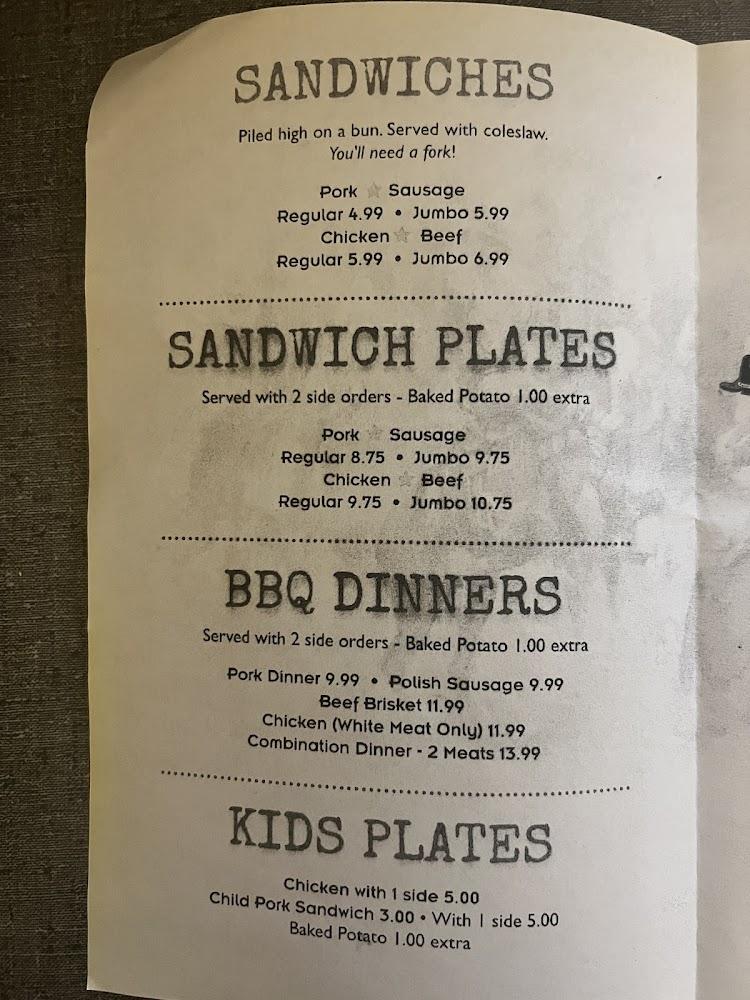 SANDWICHES
Piled high on a bun. Served with coleslaw.
You'll need a fork!
Pork ☆ Sausage
Regular 4.99 • Jumbo 5.99
Chicken ☆ Beef
Regular 5.99 • Jumbo 6.99
SANDWICH PLATES
Served with 2 side orders - Baked Potato 1.00 extra
Pork ☆ Sausage
Regular 8.75 • Jumbo 9.75
Chicken ☆ Beef
Regular 9.75 • Jumbo 10.75
BBQ DINNERS
Served with 2 side orders - Baked Potato 1.00 extra
Pork Dinner 9.99 • Polish Sausage 9.99
Beef Brisket 11.99
Chicken (White Meat Only) 11.99
Combination Dinner - 2 Meats 13.99
KIDS PLATES
Chicken with 1 side 5.00
Child Pork Sandwich 3.00 • With 1 side 5.00
Baked Potato 1.00 extra